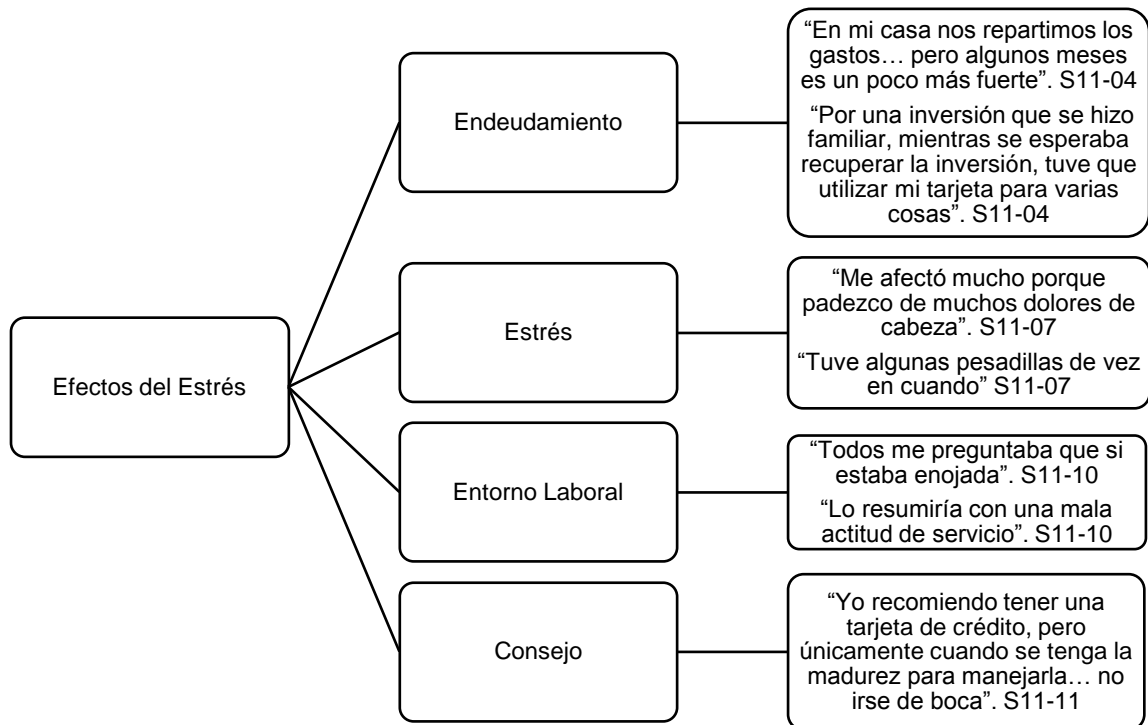 Efectos del Estrés
Endeudamiento
“En mi casa nos repartimos los
gastos… pero algunos meses
es un poco más fuerte”. S11-04
“Por una inversión que se hizo
familiar, mientras se esperaba
recuperar la inversión, tuve que
utilizar mi tarjeta para varias
cosas”. S11-04
Estrés
“Me afectó mucho porque
padezco de muchos dolores de
cabeza”. S11-07
“Tuve algunas pesadillas de vez
en cuando” S11-07
Entorno Laboral
“Todos me preguntaba que si
estaba enojada”. S11-10
“Lo resumiría con una mala
actitud de servicio”. S11-10
Consejo
“Yo recomiendo tener una
tarjeta de crédito, pero
únicamente cuando se tenga la
madurez para manejarla… no
irse de boca”. S11-11